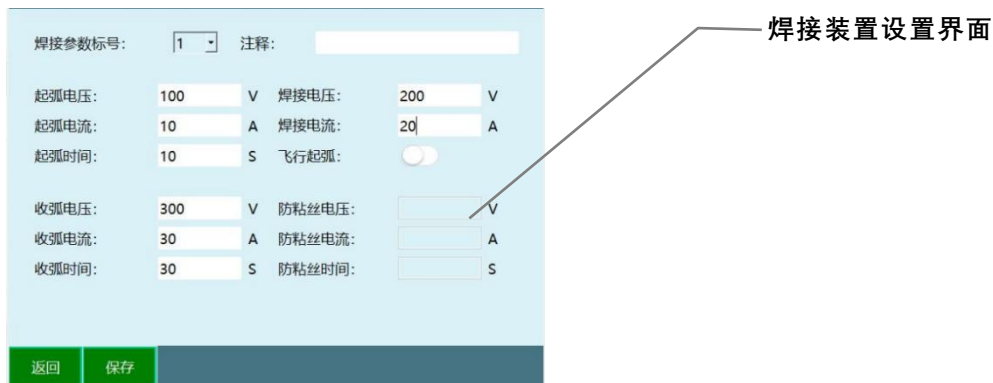 焊接装置设置界面
焊接参数标号: 1 注释:
起弧电压: 100 V 焊接电压: 200 V
起弧电流: 10 A 焊接电流: 20 A
起弧时间: 10 S 飞行起弧:
收弧电压: 300 V 防粘丝电压: V
收弧电流: 30 A 防粘丝电流: A
收弧时间: 30 S 防粘丝时间: S
返回 保存